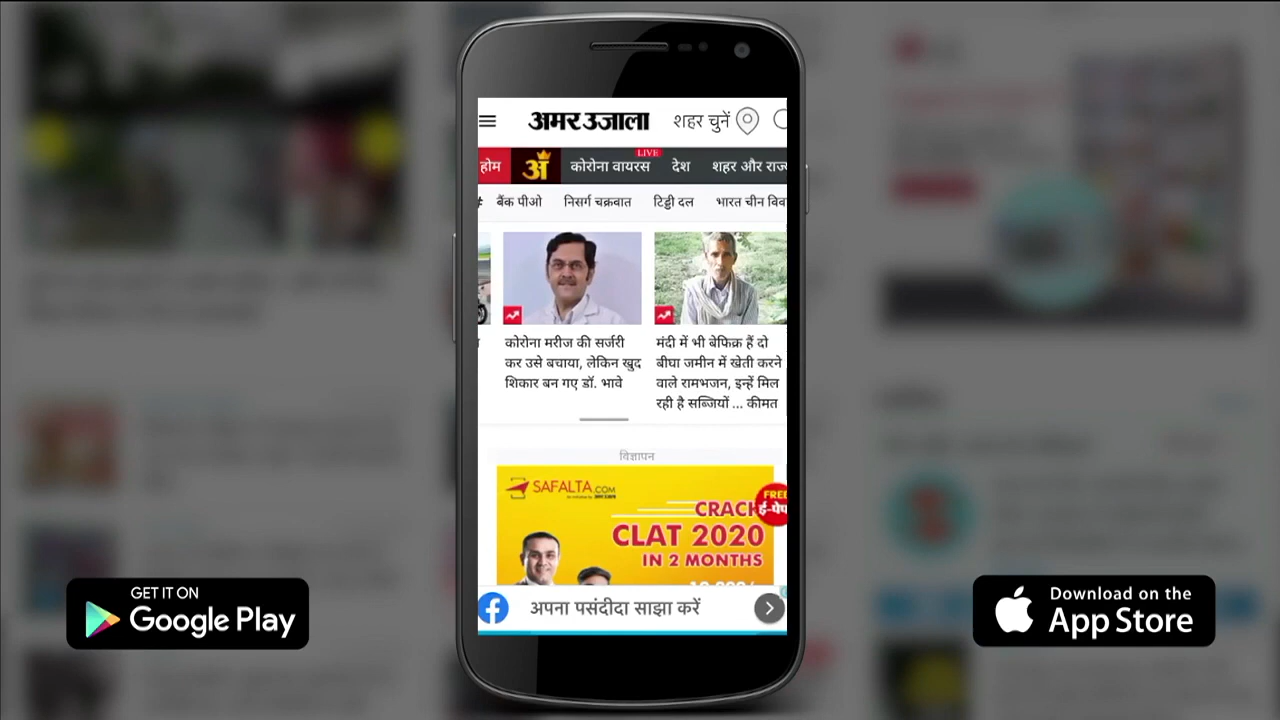 अमर उजाला
शहर चुनें
होम
अं
कोरोना वायरस
LIVE
देश
शहर और
# बैंक पीओ
निसर्ग चक्रवात
टिड्डी दल
भारत चीन
कोरोना मरीज की सर्जरी
कर उसे बचाया, लेकिन खुद
शिकार बन गए डॉ. भावे
मंदी में भी बेफिक्र हैं दो
बीघा जमीन में खेती करने
वाले रामभजन, इन्हें मिल
रही है सब्जियों ... कीमत
विज्ञापन
SAFALTA.COM
CRACK
CLAT 2020
IN 2 MONTHS
FREE
अपना पसंदीदा साझा करें
GET IT ON
Google Play
Download on the
App Store